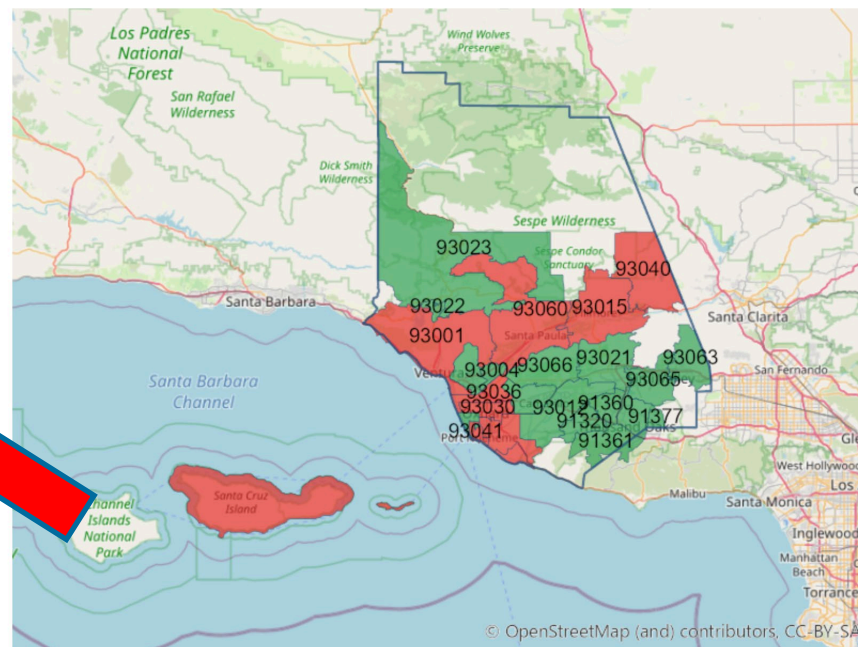 Los Padres
National
Forest
Wind Wolves
Preserve
San Rafael
Wilderness
Dick Smith
Wilderness
Sespe Wilderness
Sespe Condor
Sanctuary
93023
93040
93022
93060
93015
Santa Barbara
Santa Clarita
93001
Santa Paula
93021
93063
93004
93066
San Fernando
93065
Santa Barbara
Channel
93036
93030
93012
91360
91377
91320
93041
91361
Oaks
Malibu
West Hollywood
Los
Santa Monica
Inglewood
Manhattan
Beach
Torrance
Santa Cruz
Island
Channel
Islands
National
Park
© OpenStreetMap (and) contributors, CC-BY-SA